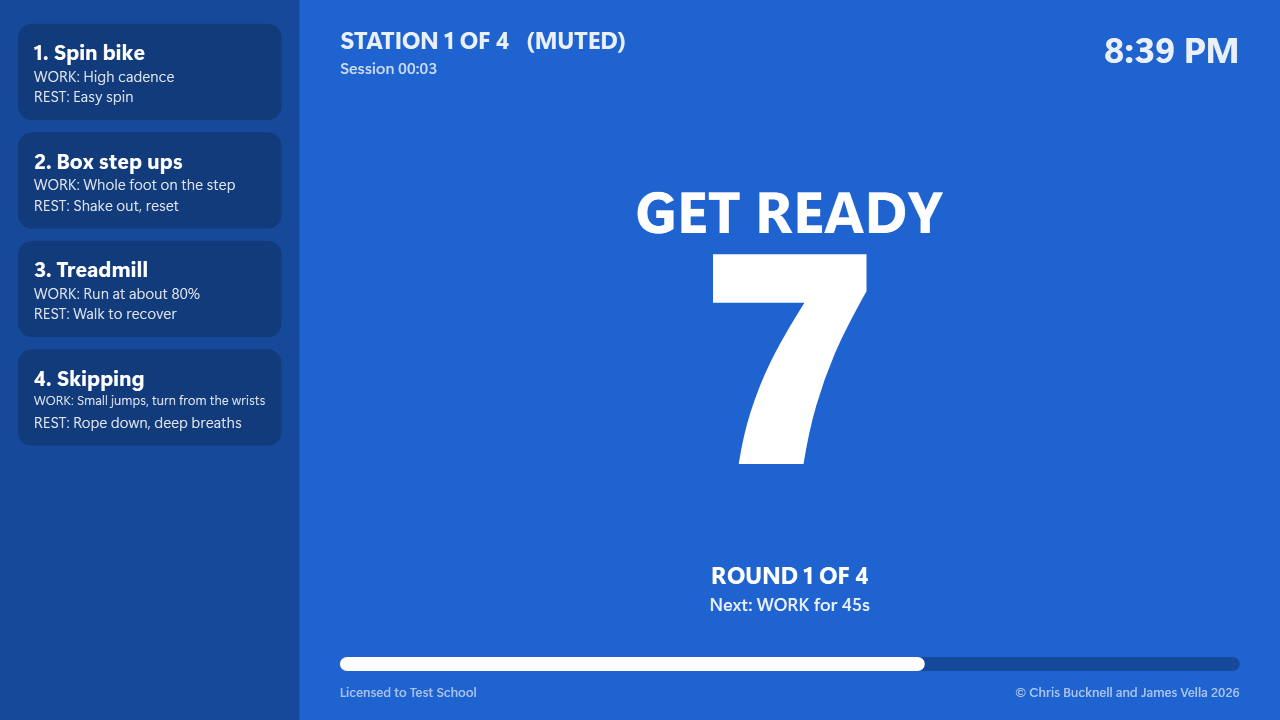 1. Spin bike
WORK: High cadence
REST: Easy spin
2. Box step ups
WORK: Whole foot on the step
REST: Shake out, reset
3. Treadmill
WORK: Run at about 80%
REST: Walk to recover
4. Skipping
WORK: Small jumps, turn from the wrists
REST: Rope down, deep breaths
STATION 1 OF 4 (MUTED)
Session 00:03
8:39 PM
GET READY
7
ROUND 1 OF 4
Next: WORK for 45s
Licensed to Test School
© Chris Bucknell and James Vella 2026